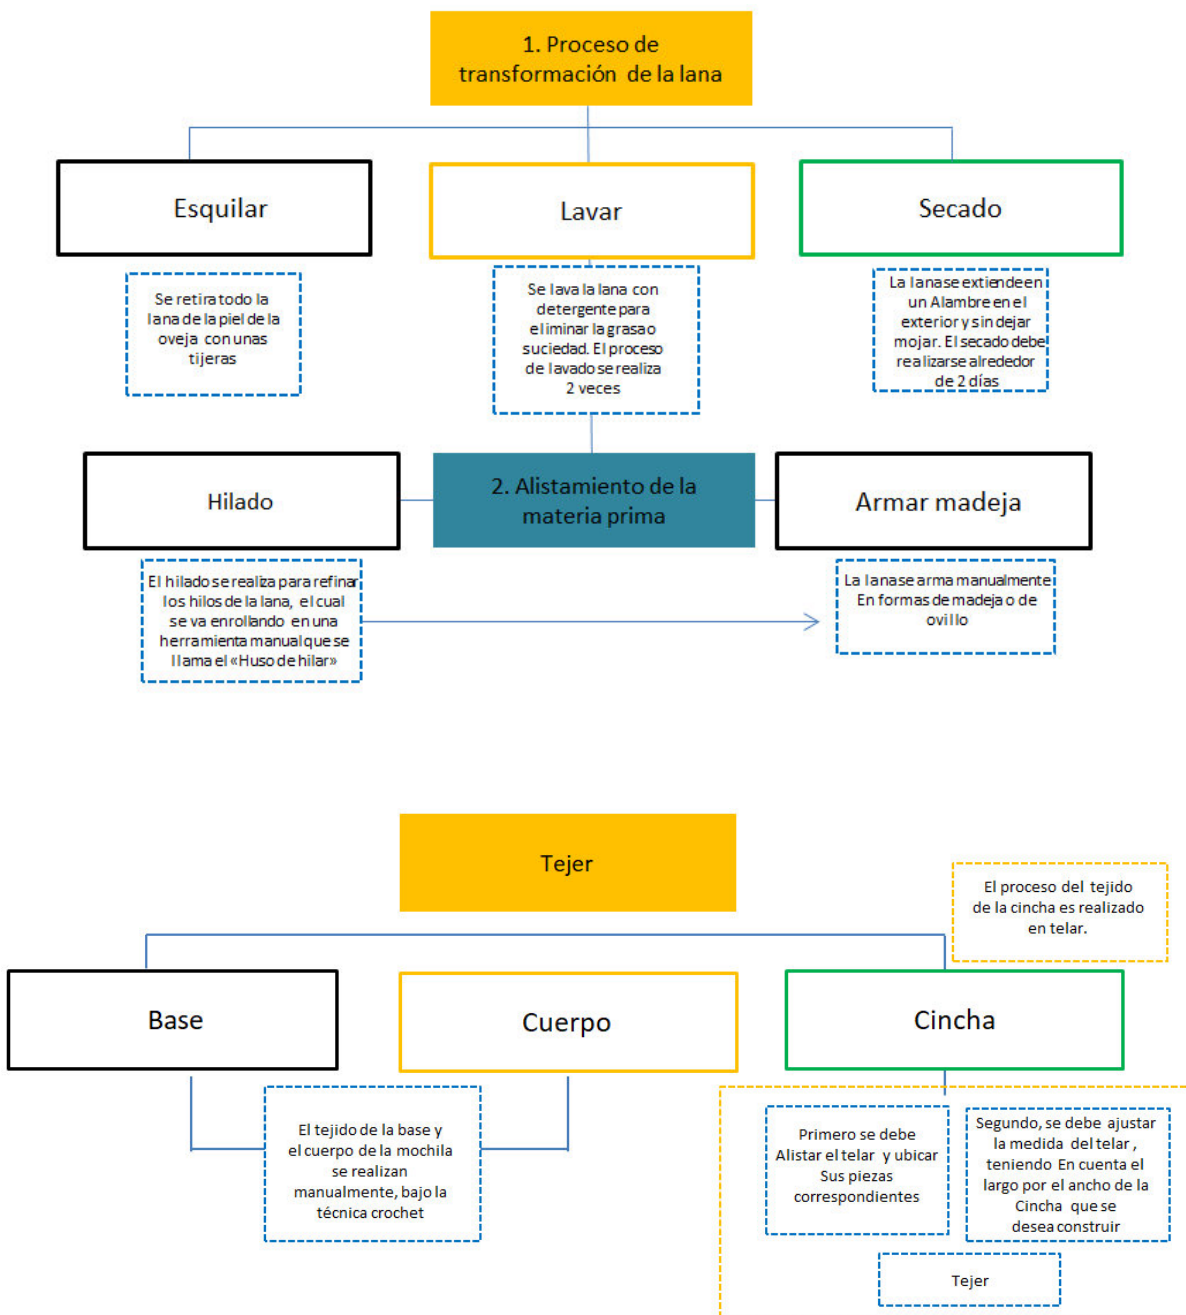 1. Proceso de
transformación de la lana
Esquilar
Lavar
Secado
Se retira todo la
lana de la piel de la
oveja con unas
tijeras
Se lava la lana con
detergente para
eliminar la grasa o
suciedad. El proceso
de lavado se realiza
2 veces
La lana se extiende en
un Alambre en el
exterior y sin dejar
mojar. El secado debe
realizarse alrededor
de 2 días
Hilado
2. Alistamiento de la
materia prima
Armar madeja
El hilado se realiza para refinar
los hilos de la lana, el cual
se va enrollando en una
herramienta manual que se
llama el «Huso de hilar»
La lana se arma manualmente
En formas de madeja o de
ovillo
Tejer
El proceso del tejido
de la cincha es realizado
en telar.
Base
Cuerpo
Cincha
El tejido de la base y
el cuerpo de la mochila
se realizan
manualmente, bajo la
técnica crochet
Primero se debe
Alistar el telar y ubicar
Sus piezas
correspondientes
Segundo, se debe ajustar
la medida del telar ,
teniendo En cuenta el
largo por el ancho de la
Cincha que se
desea construir
Tejer